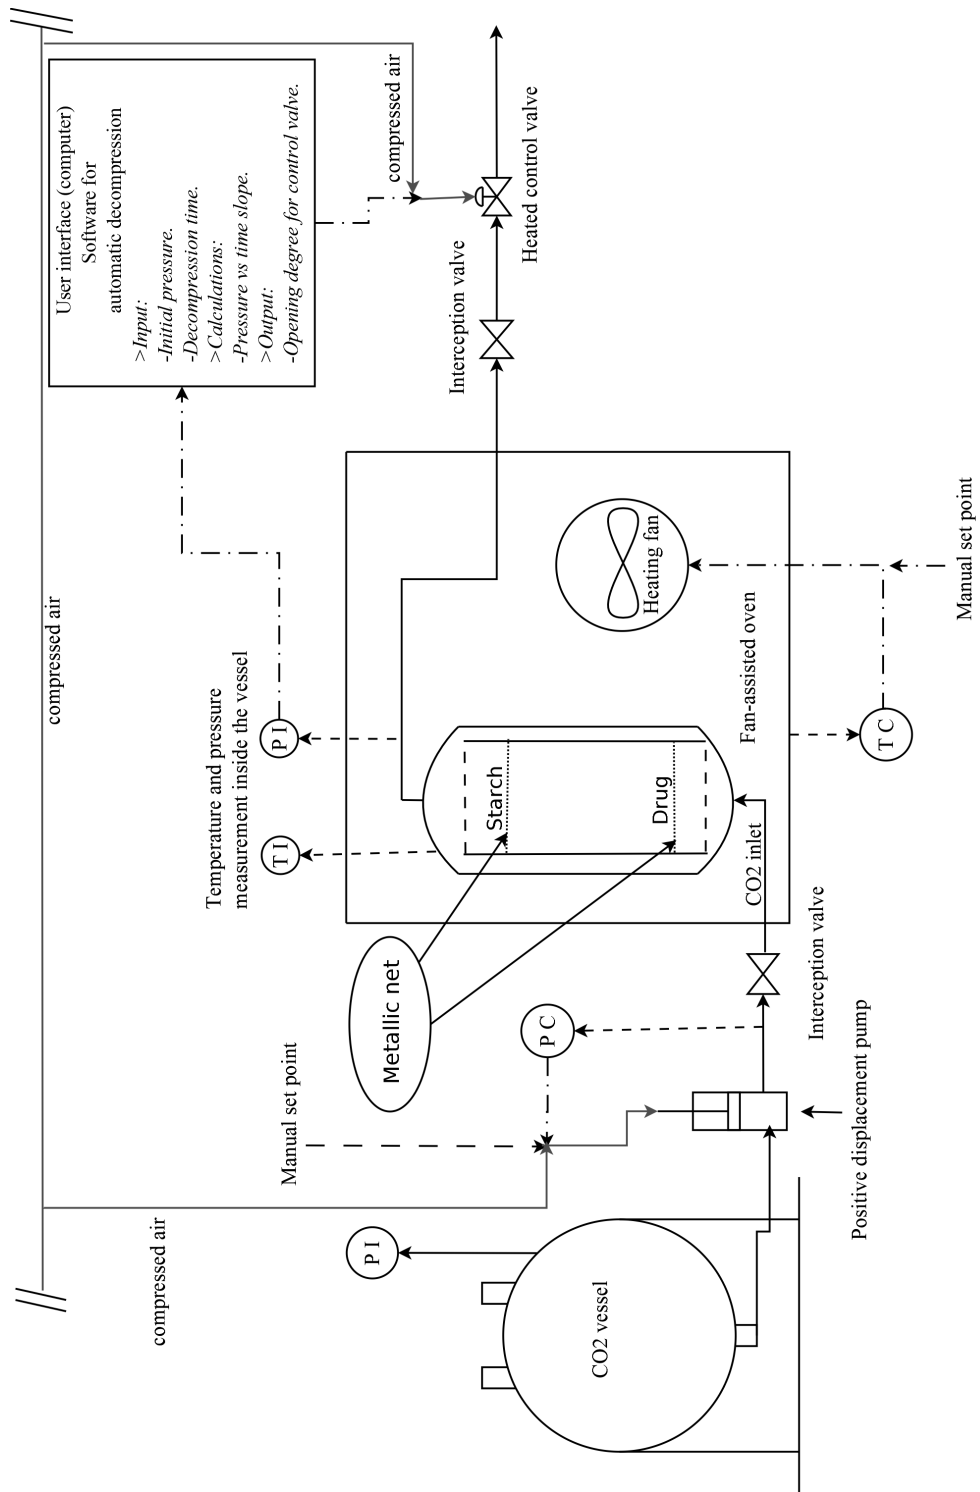 compressed air
User interface (computer)
Software for
automatic decompression
>Input:
-Initial pressure.
-Decompression time.
>Calculations:
-Pressure vs time slope.
>Output:
-Opening degree for control valve.
compressed air
Heated control valve
Interception valve
Temperature and pressure
measurement inside the vessel
T I
P I
Starch
Drug
Heating fan
Fan-assisted oven
CO2 inlet
T C
Manual set point
Metallic net
P C
Manual set point
Interception valve
Positive displacement pump
compressed air
P I
CO2 vessel